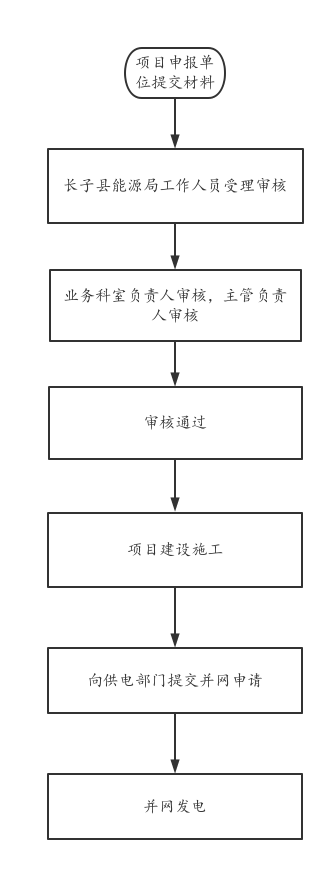 项目申报单
位提交材料
长子县能源局工作人员受理审核
业务科室负责人审核，主管负责
人审核
审核通过
项目建设施工
向供电部门提交并网申请
并网发电